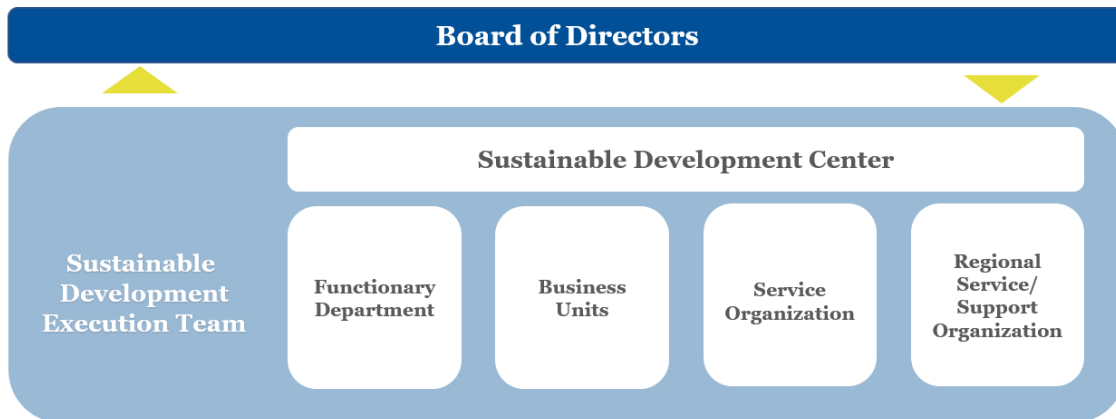 Board of Directors
Sustainable Development Center
Sustainable
Development
Execution Team
Functionary
Department
Business
Units
Service
Organization
Regional
Service/
Support
Organization